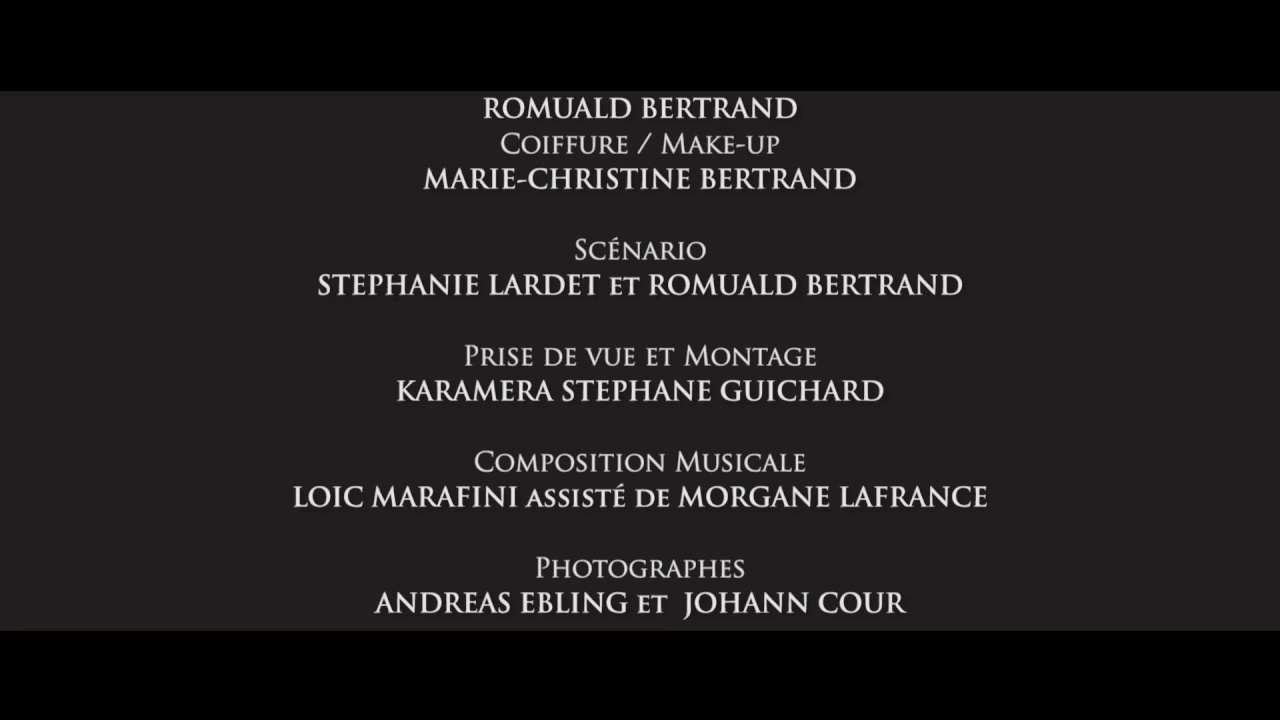 ROMUALD BERTRAND
COIFFURE / MAKE-UP
MARIE-CHRISTINE BERTRAND
SCÉNARIO
STEPHANIE LARDET ET ROMUALD BERTRAND
PRISE DE VUE ET MONTAGE
KARAMERA STEPHANE GUICHARD
COMPOSITION MUSICALE
LOIC MARAFINI ASSISTÉ DE MORGANE LAFRANCE
PHOTOGRAPHES
ANDREAS EBLING ET JOHANN COUR